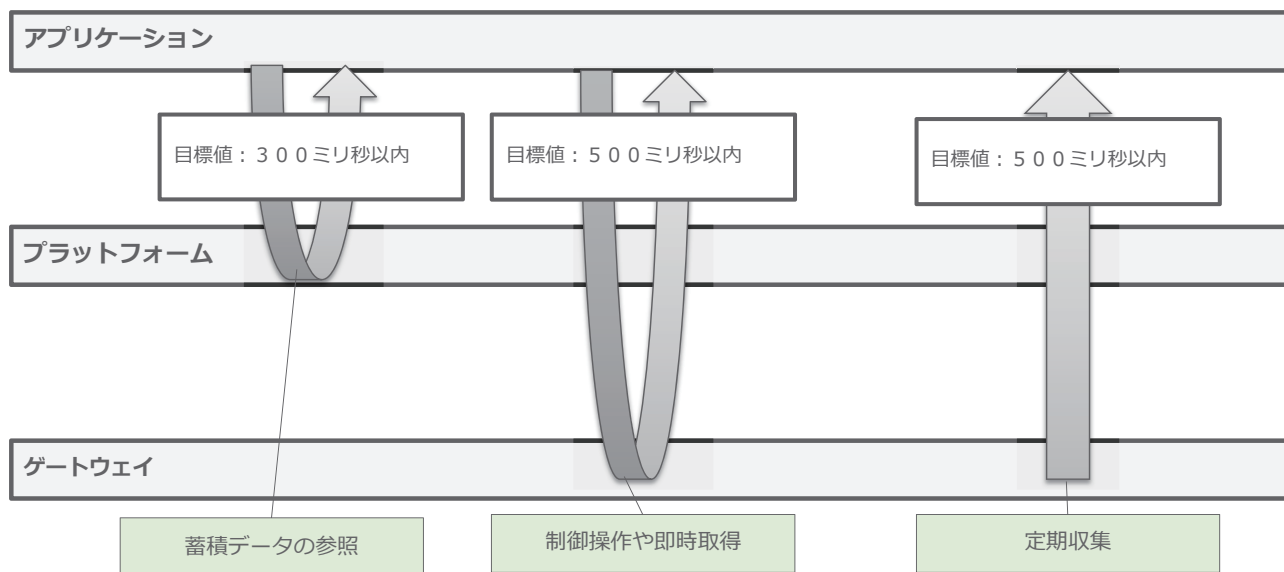 アプリケーション
目標値：３００ミリ秒以内
目標値：５００ミリ秒以内
目標値：５００ミリ秒以内
プラットフォーム
ゲートウェイ
蓄積データの参照
制御操作や即時取得
定期収集